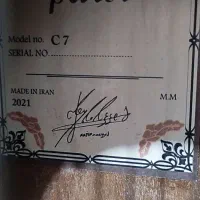 Model no. C7
SERIAL NO.
MADE IN IRAN
2021
M.M